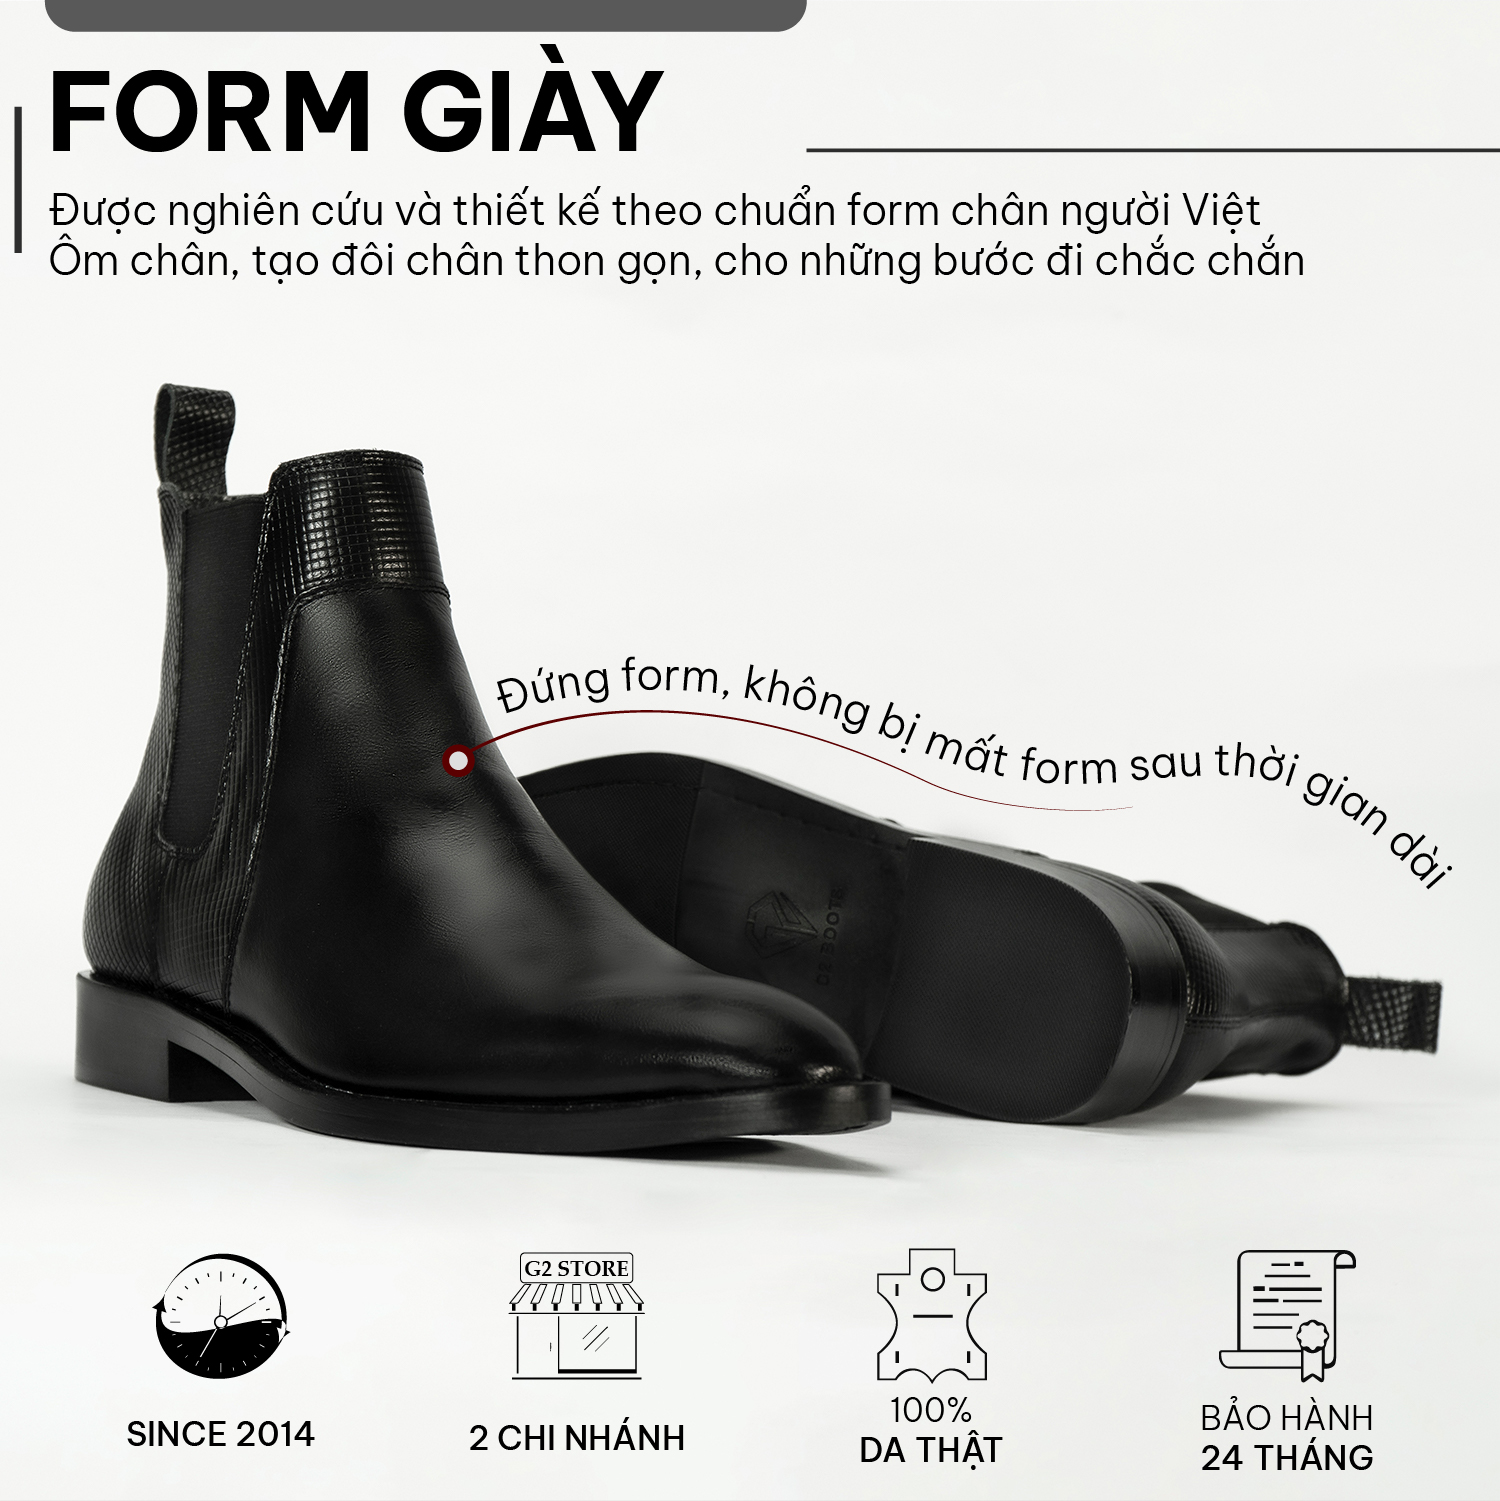 FORM GIÀY
Được nghiên cứu và thiết kế theo chuẩn form chân người Việt
Ôm chân, tạo đôi chân thon gọn, cho những bước đi chắc chắn
Đứng form, không bị mất form sau thời gian dài
G2 STORE
SINCE 2014
2 CHI NHÁNH
100%
DA THẬT
BẢO HÀNH
24 THÁNG